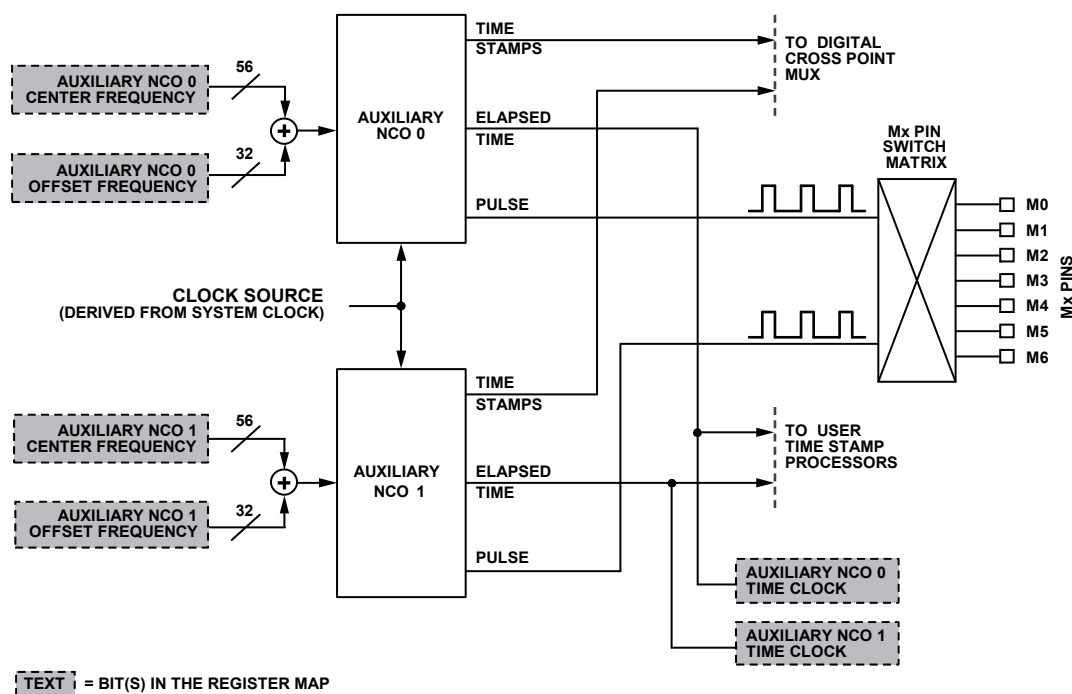 AUXILIARY NCO 0
CENTER FREQUENCY
56
AUXILIARY NCO 0
OFFSET FREQUENCY
32
AUXILIARY
NCO 0
TIME
STAMPS
ELAPSED
TIME
PULSE
TO DIGITAL
CROSS POINT
MUX
Mx PIN
SWITCH
MATRIX
M0
M1
M2
M3
M4
M5
M6
Mx PINS
CLOCK SOURCE
(DERIVED FROM SYSTEM CLOCK)
AUXILIARY NCO 1
CENTER FREQUENCY
56
AUXILIARY NCO 1
OFFSET FREQUENCY
32
AUXILIARY
NCO 1
TIME
STAMPS
ELAPSED
TIME
PULSE
TO USER
TIME STAMP
PROCESSORS
AUXILIARY NCO 0
TIME CLOCK
AUXILIARY NCO 1
TIME CLOCK
TEXT = BIT(S) IN THE REGISTER MAP